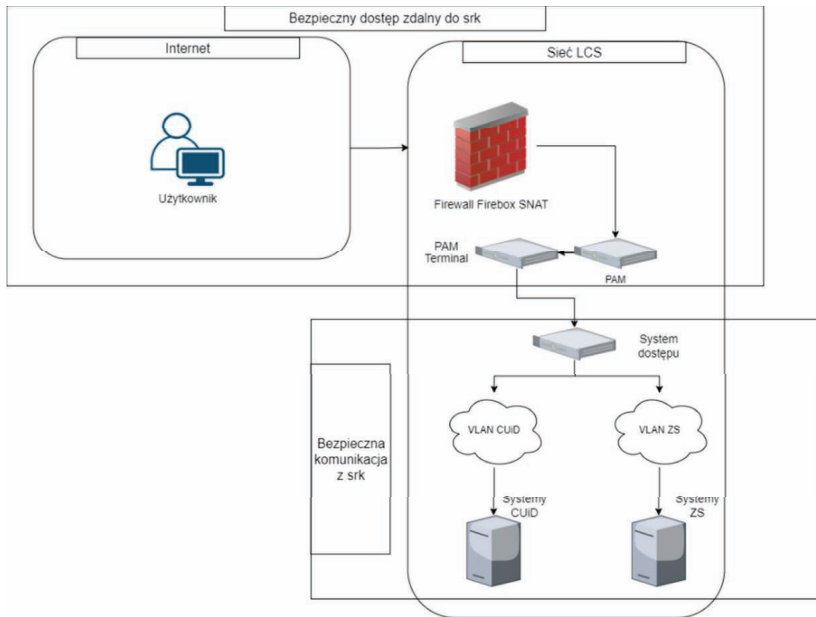 Bezpieczny dostęp zdalny do srk
Internet
Sieć LCS
Użytkownik
Firewall Firebox SNAT
PAM
Terminal
PAM
System
dostępu
VLAN CUiD
VLAN ZS
Bezpieczna
komunikacja
z srk
Systemy
CUiD
Systemy
ZS